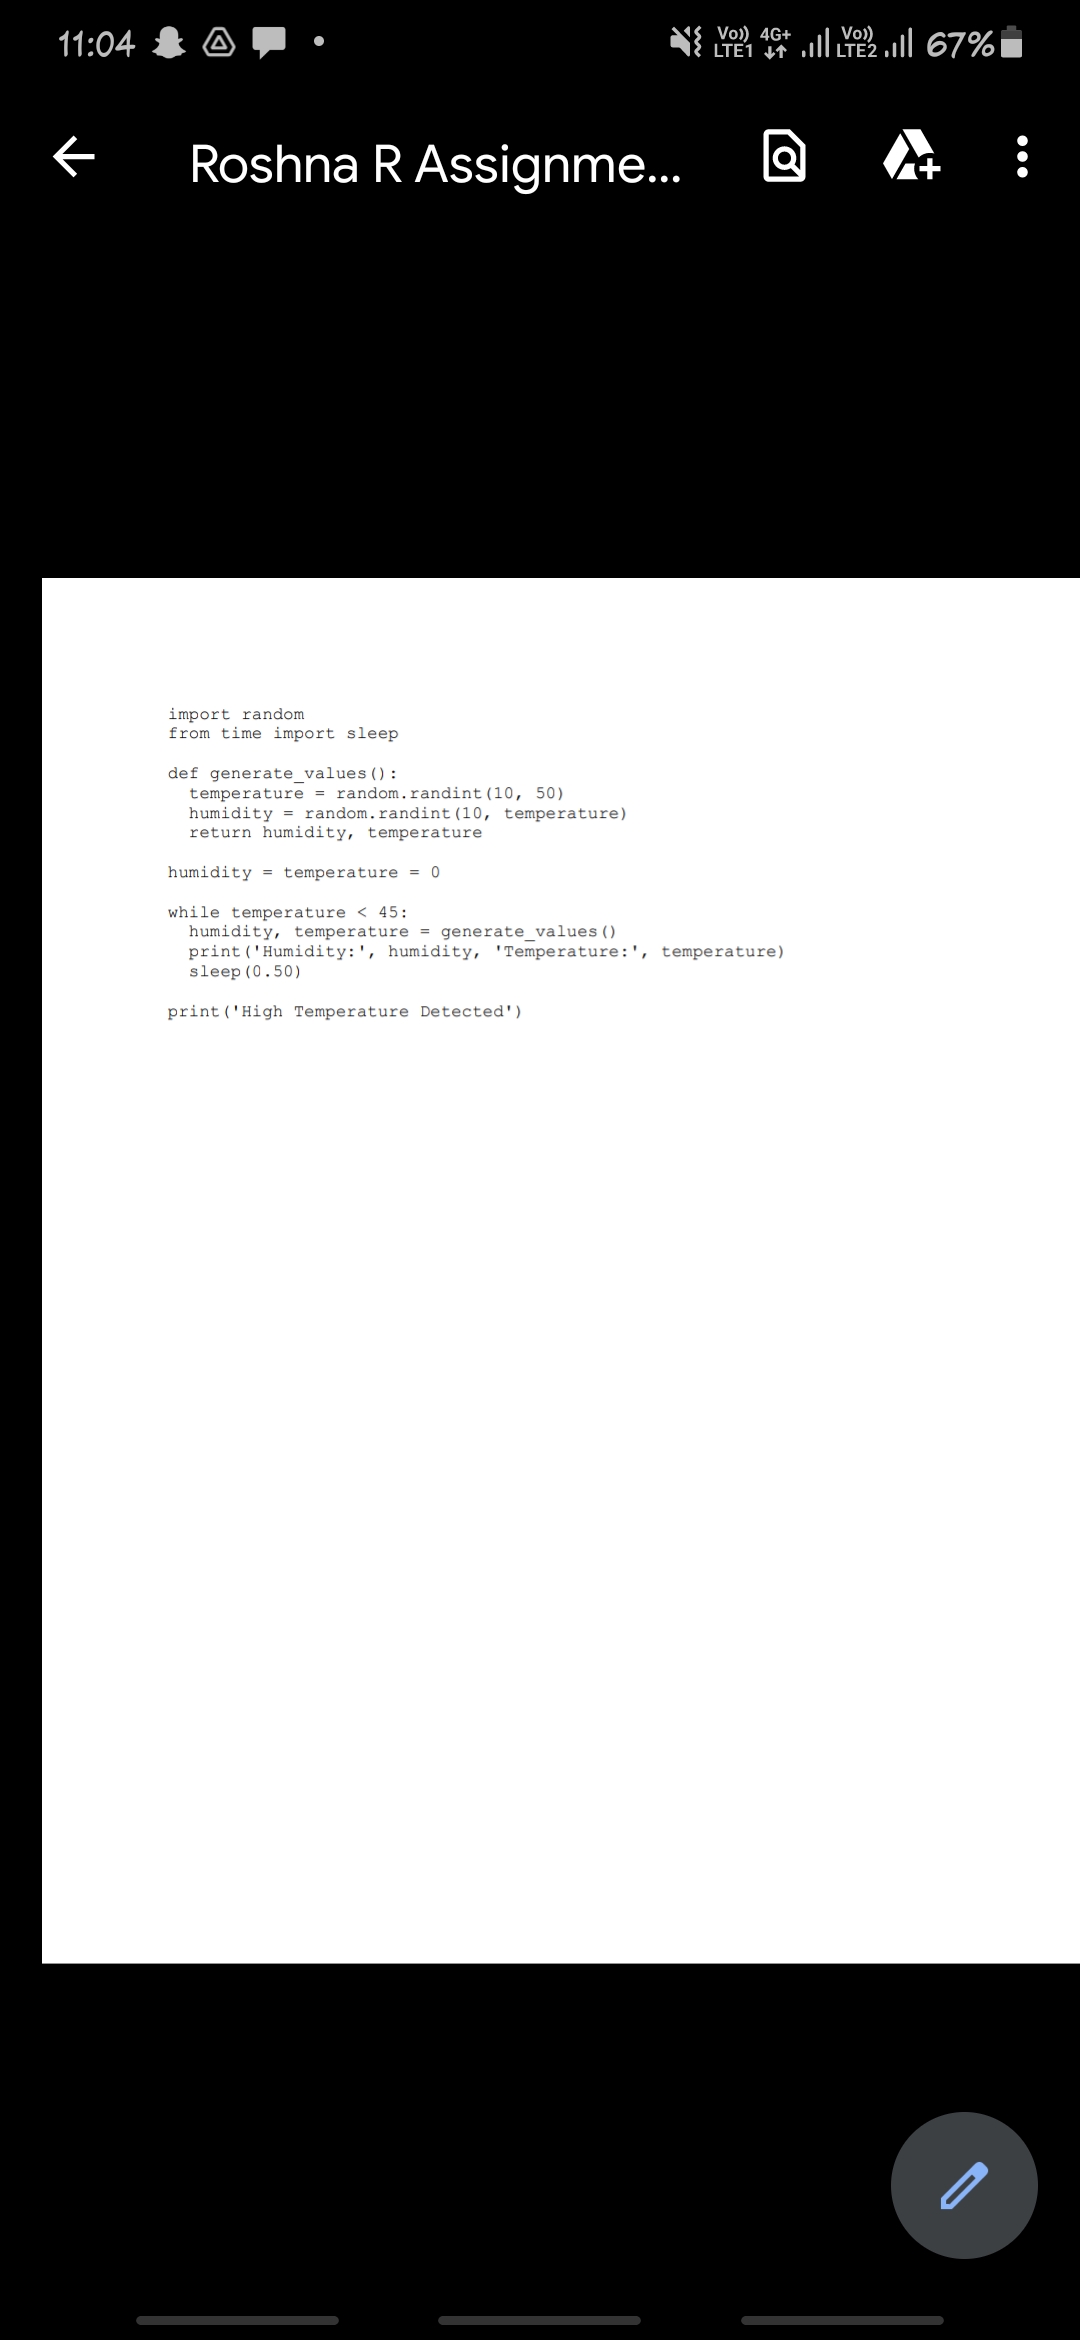 11:04
Vo)) LTE1 4G+ Vo)) LTE2 67%
Roshna R Assignme...
import random
from time import sleep
def generate_values():
temperature = random.randint(10, 50)
humidity = random.randint(10, temperature)
return humidity, temperature
humidity = temperature = 0
while temperature < 45:
humidity, temperature = generate_values()
print('Humidity:', humidity, 'Temperature:', temperature)
sleep(0.50)
print('High Temperature Detected')